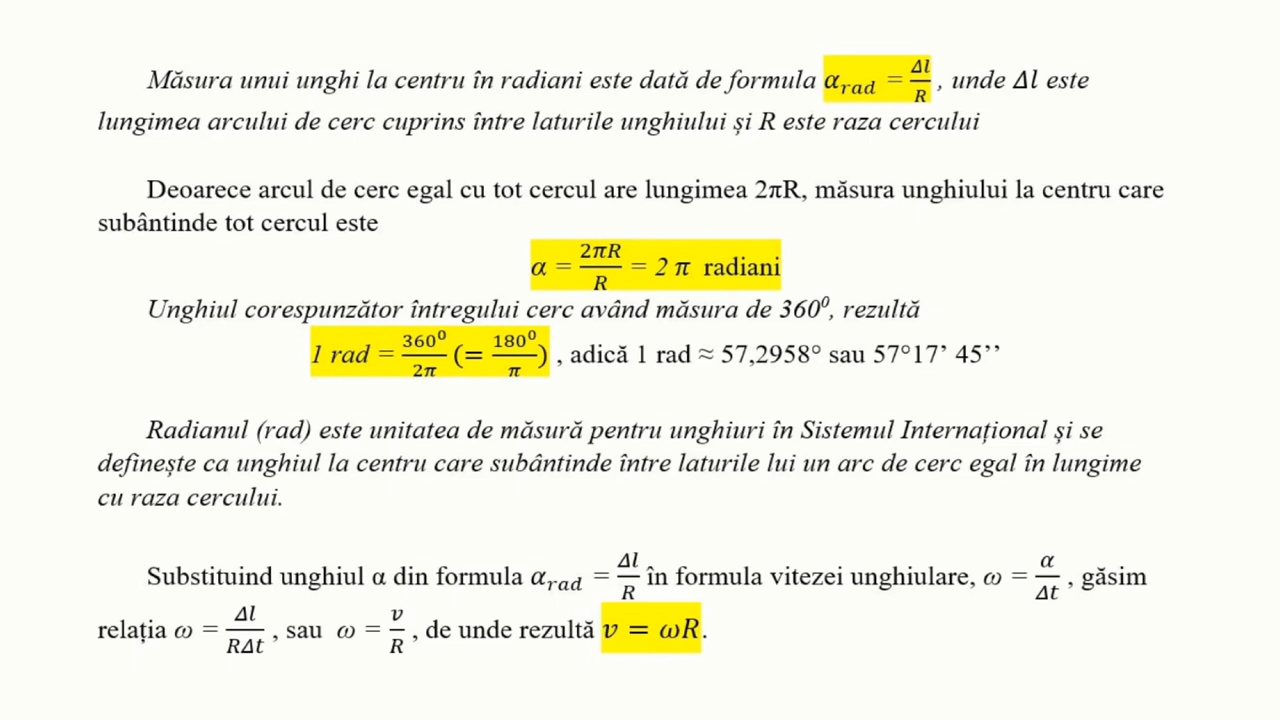 Măsura unui unghi la centru în radiani este dată de formula α_rad = Δl/R , unde Δl este
lungimea arcului de cerc cuprins între laturile unghiului și R este raza cercului
Deoarece arcul de cerc egal cu tot cercul are lungimea 2πR, măsura unghiului la centru care
subântinde tot cercul este
α = 2πR/R = 2 π radiani
Unghiul corespunzător întregului cerc având măsura de 360⁰, rezultă
1 rad = 360⁰/2π (= 180⁰/π) , adică 1 rad ≈ 57,2958° sau 57°17’ 45’’
Radianul (rad) este unitatea de măsură pentru unghiuri în Sistemul Internațional și se
definește ca unghiul la centru care subântinde între laturile lui un arc de cerc egal în lungime
cu raza cercului.
Substituind unghiul α din formula α_rad = Δl/R în formula vitezei unghiulare, ω = α/Δt , găsim
relația ω = Δl/RΔt , sau ω = v/R , de unde rezultă v = ωR.